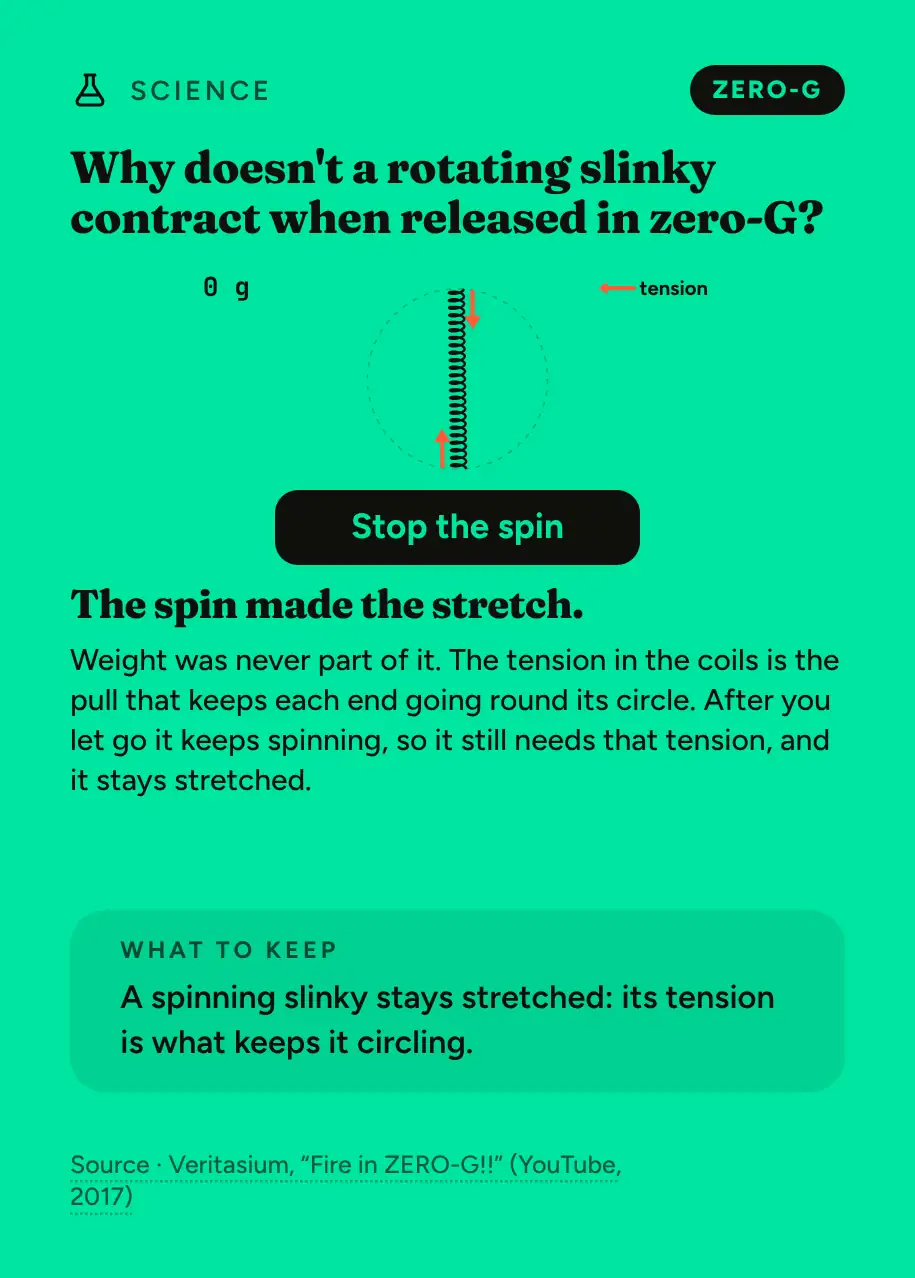 SCIENCE
ZERO-G
Why doesn't a rotating slinky
contract when released in zero-G?
0 g
tension
Stop the spin
The spin made the stretch.
Weight was never part of it. The tension in the coils is the
pull that keeps each end going round its circle. After you
let go it keeps spinning, so it still needs that tension, and
it stays stretched.
WHAT TO KEEP
A spinning slinky stays stretched: its tension
is what keeps it circling.
Source · Veritasium, “Fire in ZERO-G!!” (YouTube,
2017)